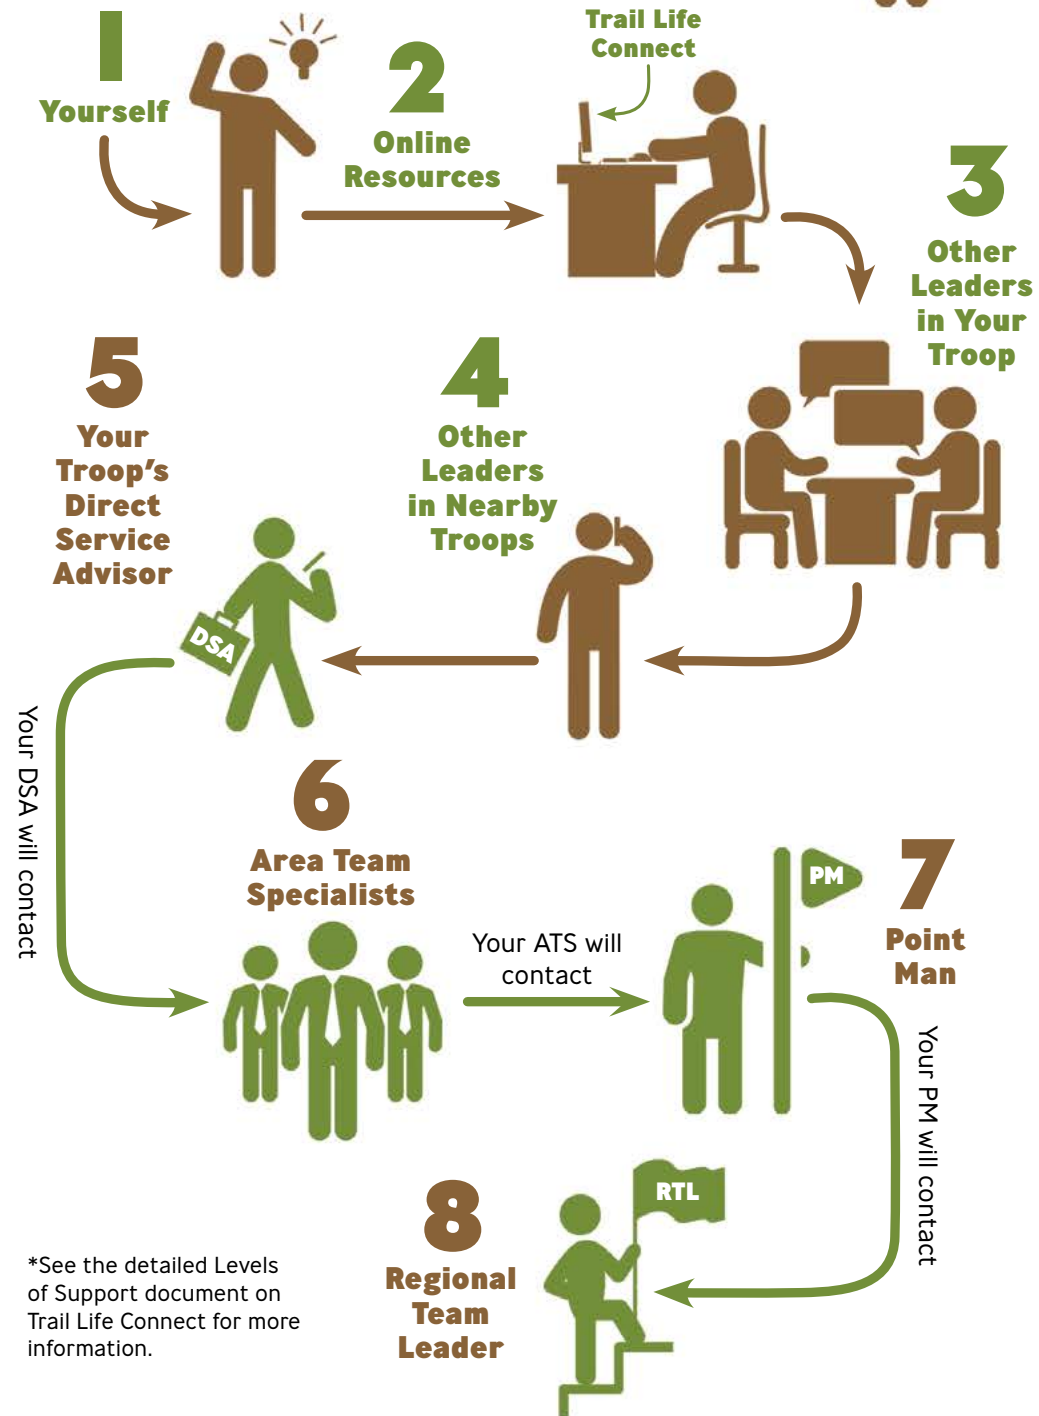 1
Yourself
2
Online
Resources
Trail Life
Connect
3
Other
Leaders
in Your
Troop
4
Other
Leaders
in Nearby
Troops
5
Your
Troop's
Direct
Service
Advisor
DSA
Your DSA will contact
6
Area Team
Specialists
Your ATS will
contact
PM
7
Point
Man
Your PM will contact
8
Regional
Team
Leader
RTL
*See the detailed Levels
of Support document on
Trail Life Connect for more
information.